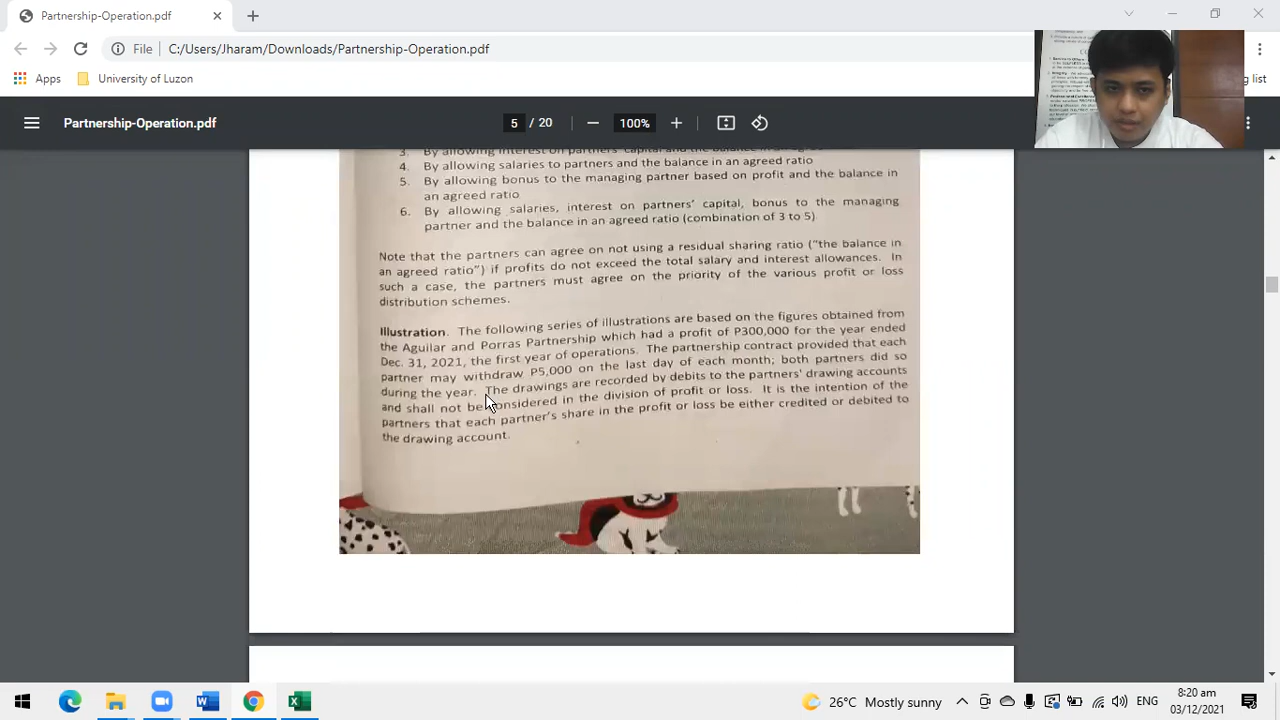 Partnership-Operation.pdf
File | C:/Users/Jharam/Downloads/Partnership-Operation.pdf
Apps
University of Luzon
list
Partnership-Operation.pdf
5 / 70
100%
3.
4. By allowing salaries to partners and the balance in an agreed ratio
5. By allowing bonus to the managing partner based on profit and the balance in
an agreed ratio
6. By allowing salaries, interest on partners' capital, bonus to the managing
partner and the balance in an agreed ratio (combination of 3 to 5)
Note that the partners can agree on not using a residual sharing ratio ("the balance in
an agreed ratio") if profits do not exceed the total salary and interest allowances. In
such a case, the partners must agree on the priority of the various profit or loss
distribution schemes.
Illustration. The following series of illustrations are based on the figures obtained from
the Aguilar and Porras Partnership which had a profit of P300,000 for the year ended
Dec. 31, 2021, the first year of operations. The partnership contract provided that each
partner may withdraw P5,000 on the last day of each month; both partners did so
during the year. The drawings are recorded by debits to the partners' drawing accounts
and shall not be considered in the division of profit or loss. It is the intention of the
partners that each partner's share in the profit or loss be either credited or debited to
the drawing account.
26°C Mostly sunny
ENG
8:20 am
03/12/2021